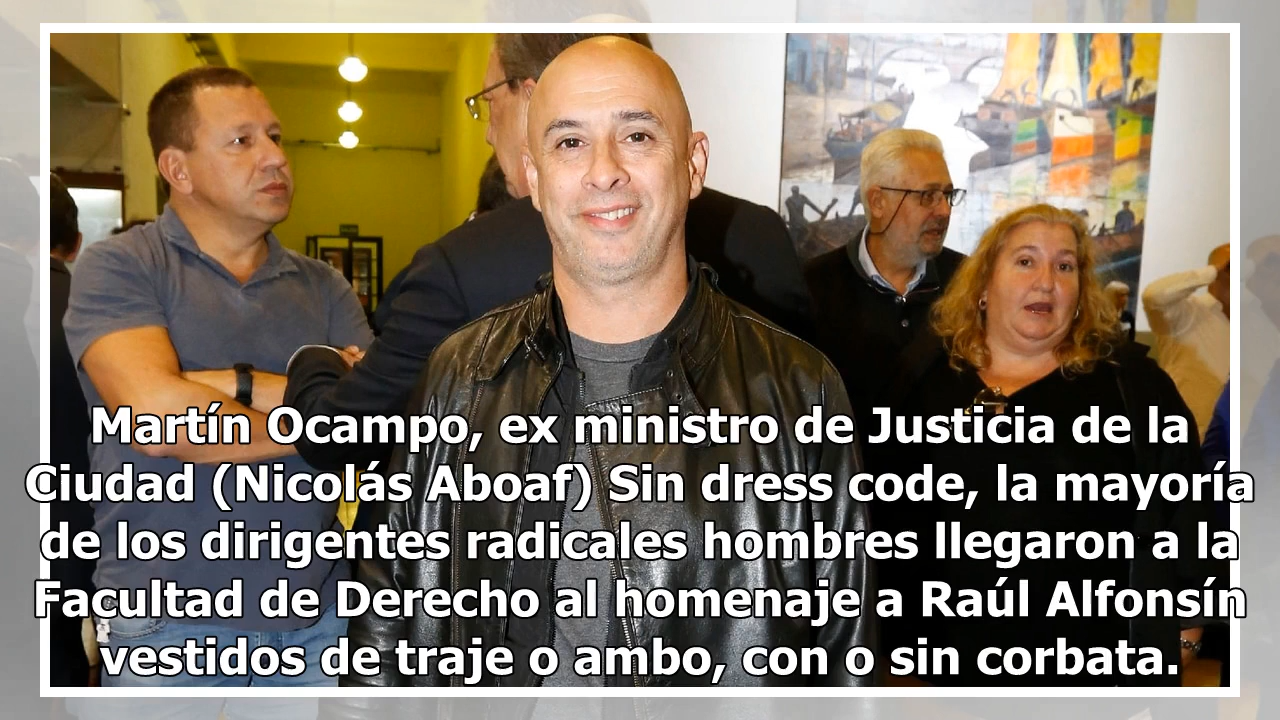 Martín Ocampo, ex ministro de Justicia de la
Ciudad (Nicolás Aboaf) Sin dress code, la mayoría
de los dirigentes radicales hombres llegaron a la
Facultad de Derecho al homenaje a Raúl Alfonsín
vestidos de traje o ambo, con o sin corbata.